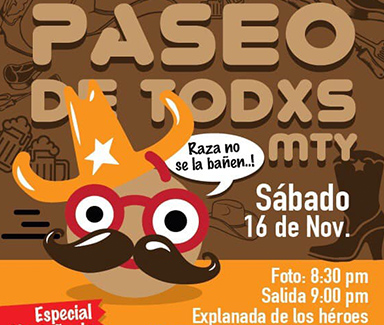 PASEO
DE TODXS
MTY
Raza no
se la bañen..!
Sábado
16 de Nov.
Foto: 8:30 pm
Salida 9:00 pm
Explanada de los héroes
Especial